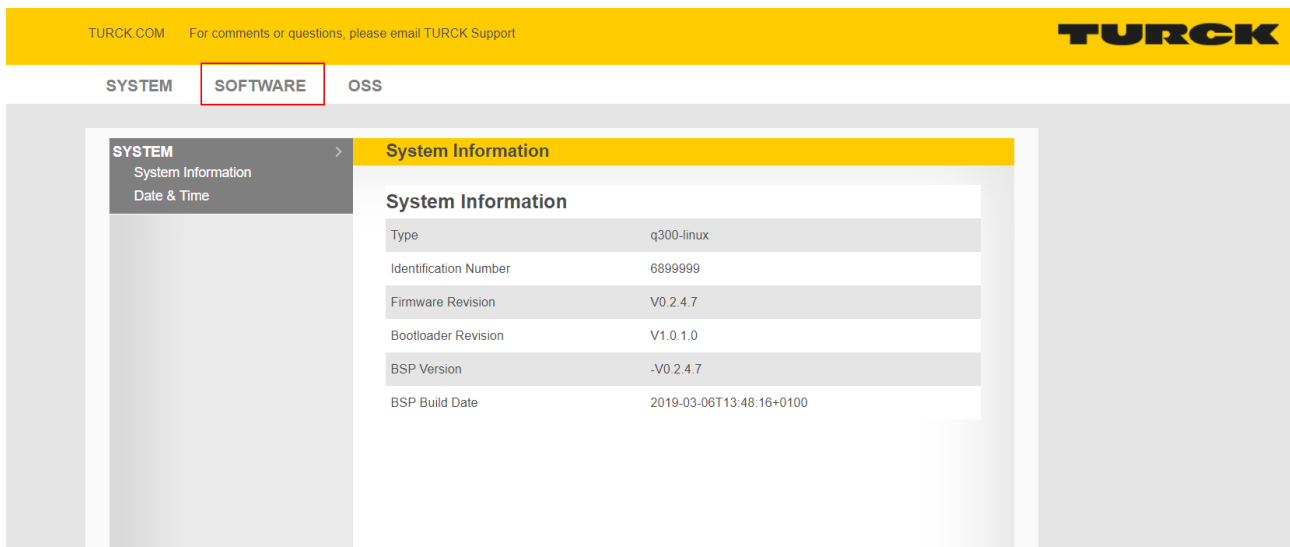 TURCK.COM For comments or questions, please email TURCK Support
TURCK
SYSTEM SOFTWARE OSS
SYSTEM >
System Information
Date & Time
System Information
System Information
Type q300-linux
Identification Number 6899999
Firmware Revision V0.2.4.7
Bootloader Revision V1.0.1.0
BSP Version -V0.2.4.7
BSP Build Date 2019-03-06T13:48:16+0100